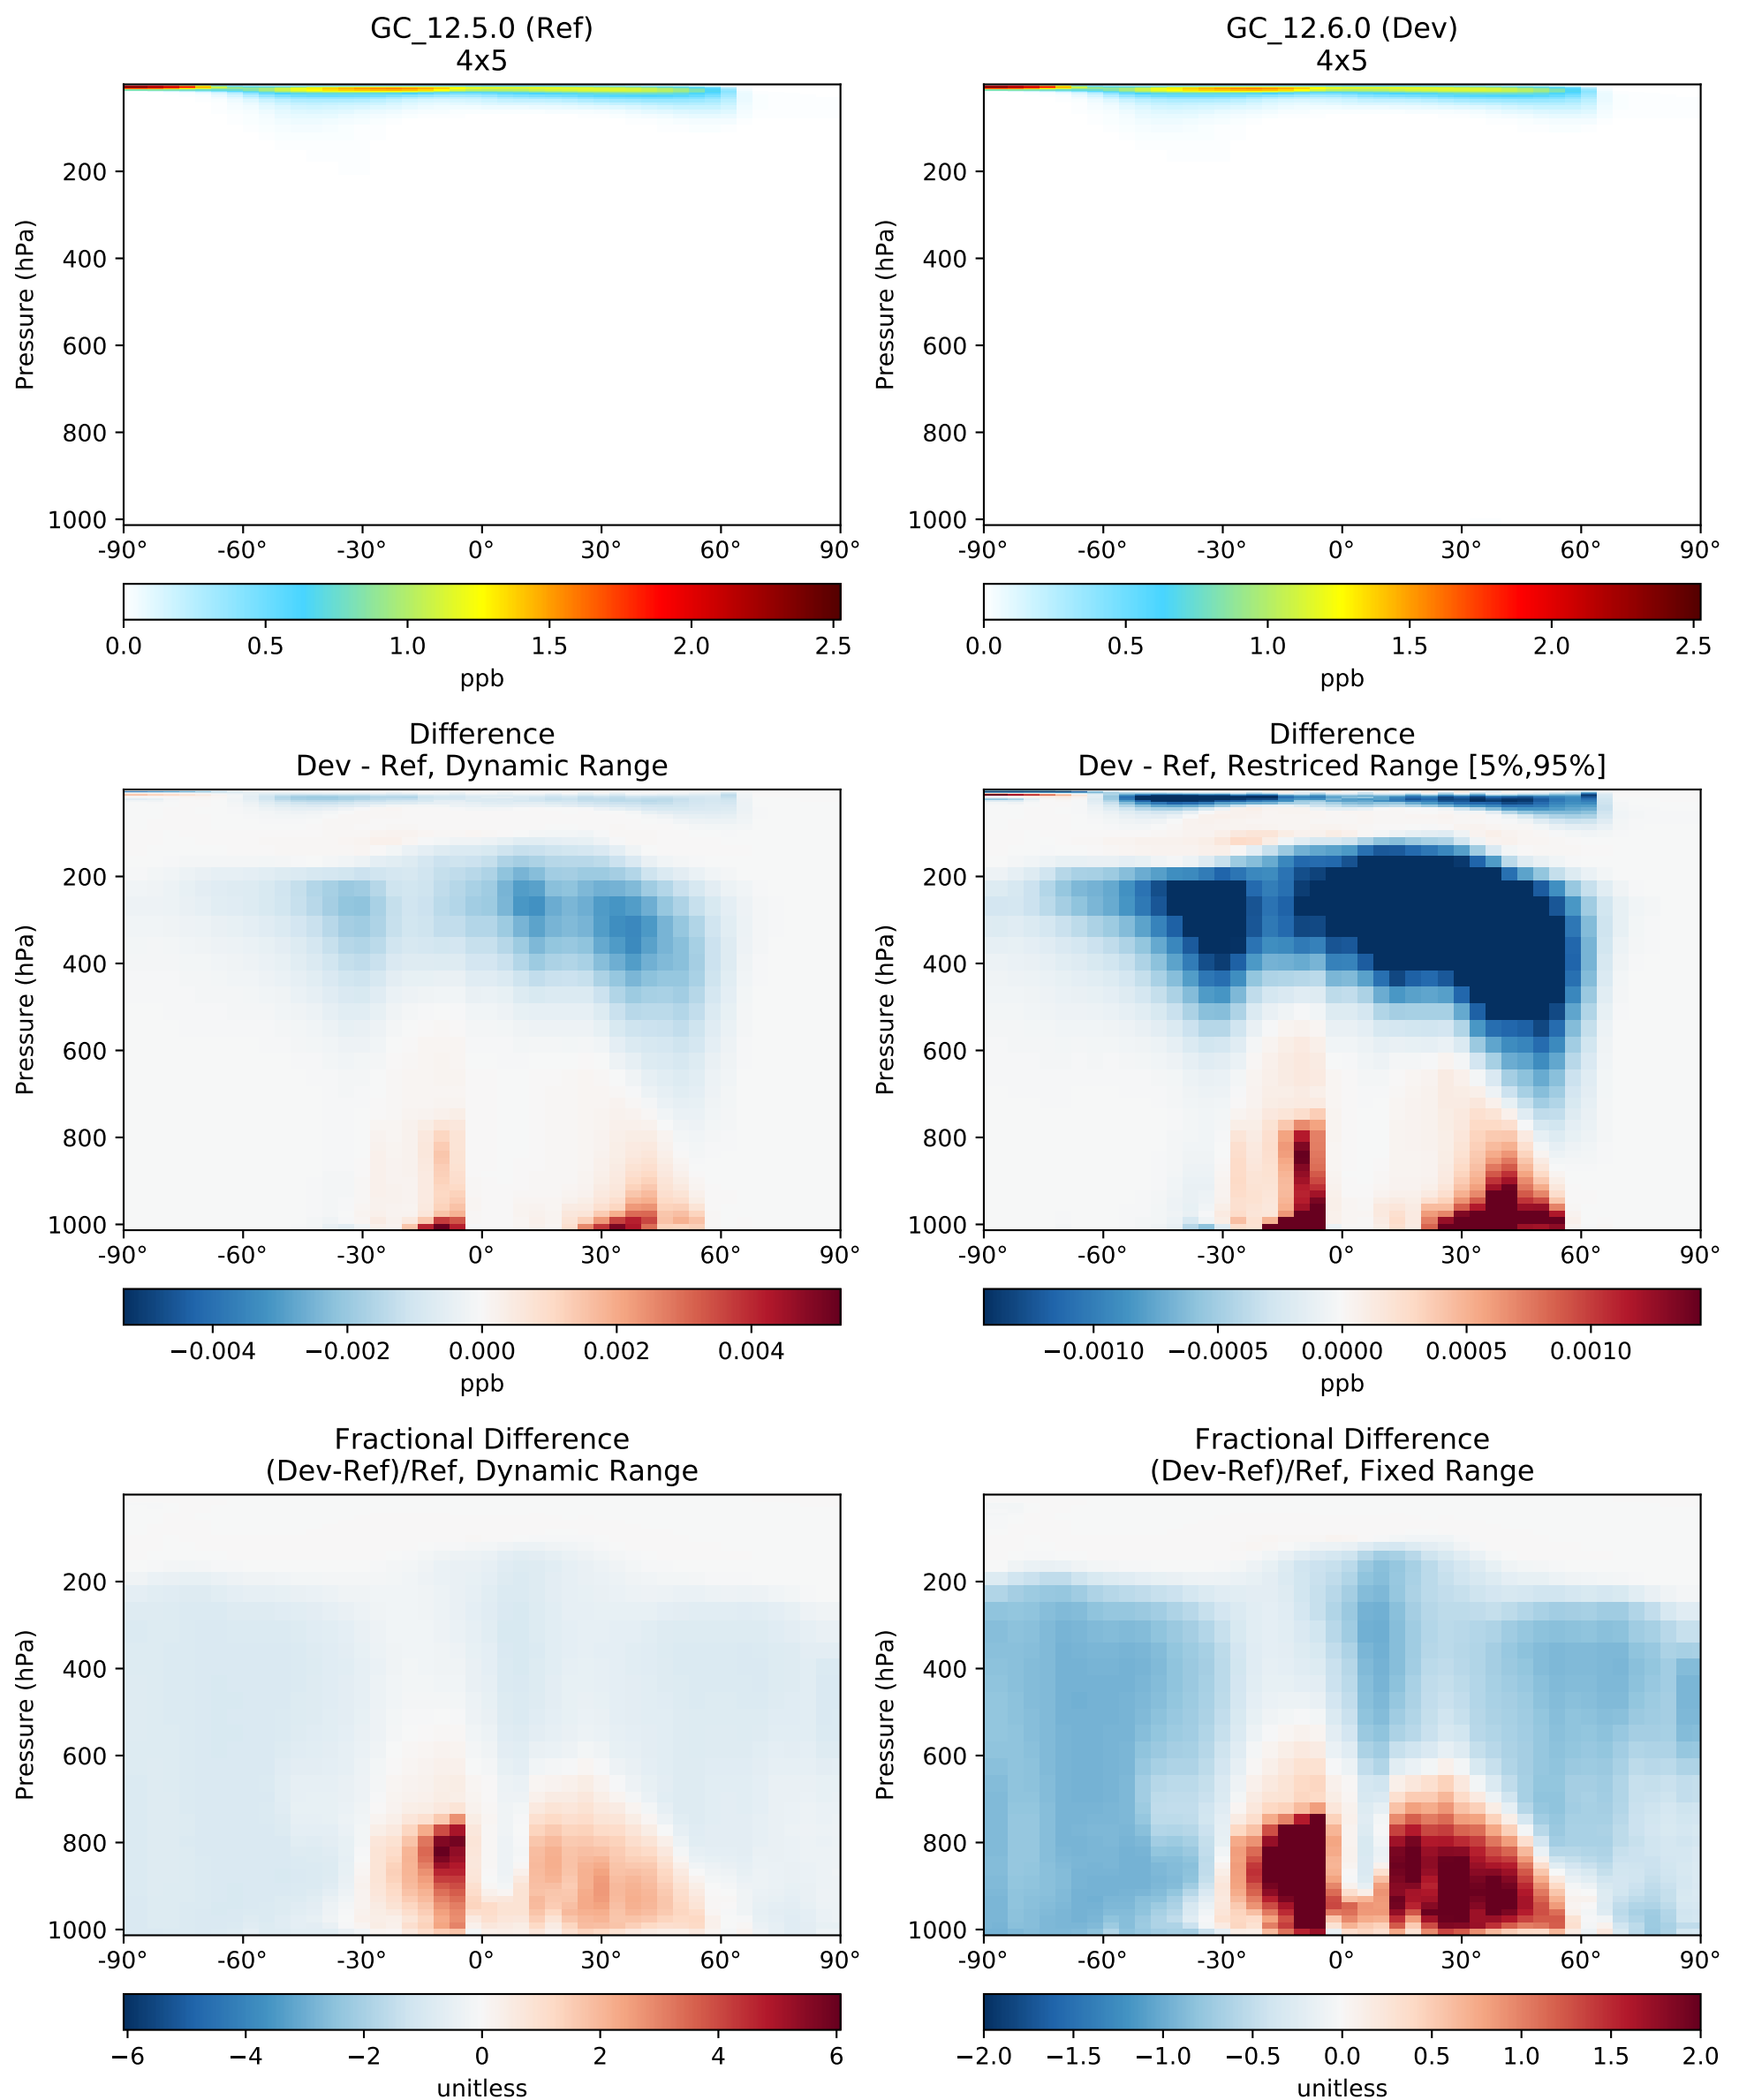 GC_12.5.0 (Ref)
4x5
GC_12.6.0 (Dev)
4x5
Pressure (hPa)
200
400
600
800
1000
-90° -60° -30° 0° 30° 60° 90°
0.0 0.5 1.0 1.5 2.0 2.5
ppb
Pressure (hPa)
200
400
600
800
1000
-90° -60° -30° 0° 30° 60° 90°
0.0 0.5 1.0 1.5 2.0 2.5
ppb
Difference
Dev - Ref, Dynamic Range
Difference
Dev - Ref, Restriced Range [5%,95%]
Pressure (hPa)
200
400
600
800
1000
-90° -60° -30° 0° 30° 60° 90°
−0.004 −0.002 0.000 0.002 0.004
ppb
Pressure (hPa)
200
400
600
800
1000
-90° -60° -30° 0° 30° 60° 90°
−0.0010 −0.0005 0.0000 0.0005 0.0010
ppb
Fractional Difference
(Dev-Ref)/Ref, Dynamic Range
Fractional Difference
(Dev-Ref)/Ref, Fixed Range
Pressure (hPa)
200
400
600
800
1000
-90° -60° -30° 0° 30° 60° 90°
−6 −4 −2 0 2 4 6
unitless
Pressure (hPa)
200
400
600
800
1000
-90° -60° -30° 0° 30° 60° 90°
−2.0 −1.5 −1.0 −0.5 0.0 0.5 1.0 1.5 2.0
unitless